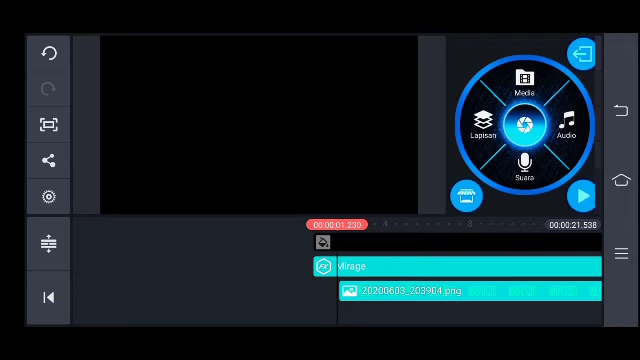 Media
Lapisan
Audio
Suara
00:00:01.230
4
8
00:00:21.538
Mirage
20200603_203904.png